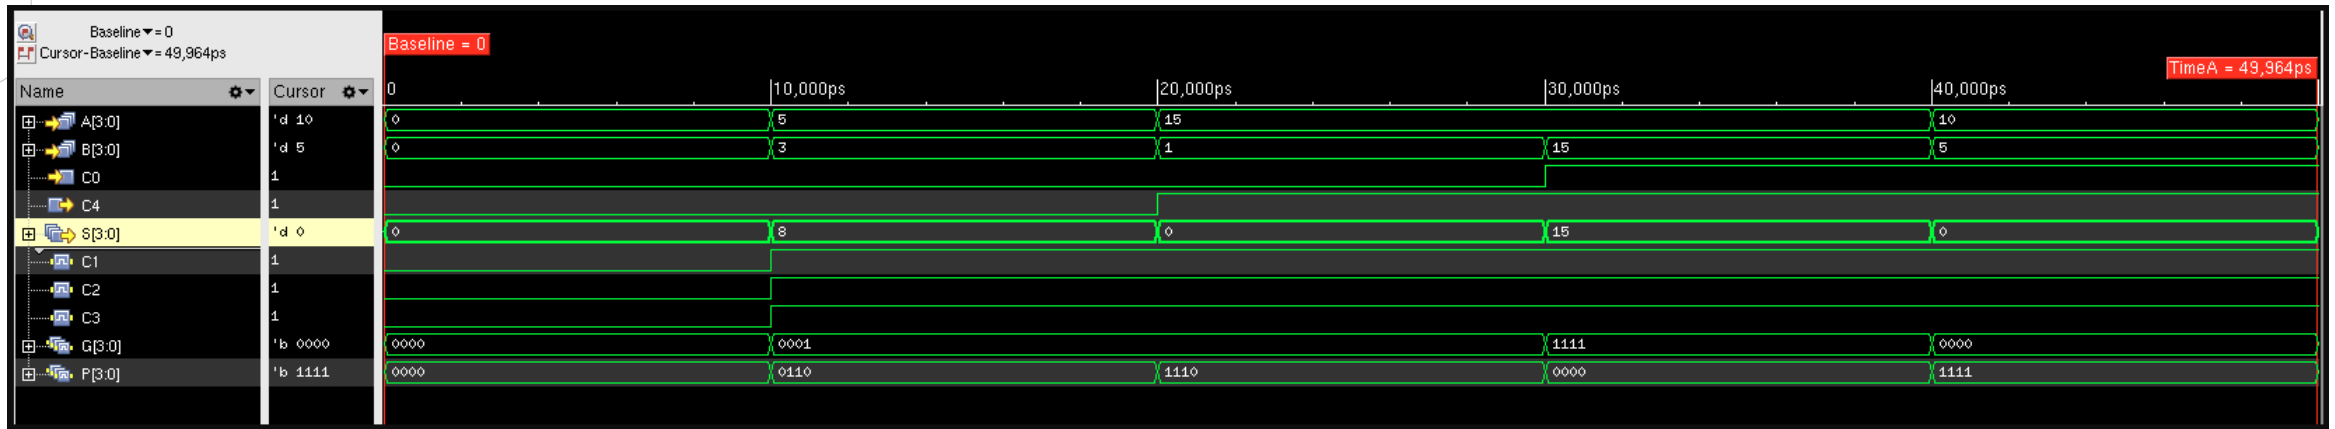 Baseline▼= 0
Cursor-Baseline▼= 49,964ps
Baseline = 0
TimeA = 49,964ps
Name Cursor 0 10,000ps 20,000ps 30,000ps 40,000ps
A[3:0] 'd 10 0 5 15 10
B[3:0] 'd 5 0 3 1 15 5
C0 1
C4 1
S[3:0] 'd 0 0 8 0 15 0
C1 1
C2 1
C3 1
G[3:0] 'b 0000 0000 0001 1111 0000
P[3:0] 'b 1111 0000 0110 1110 0000 1111